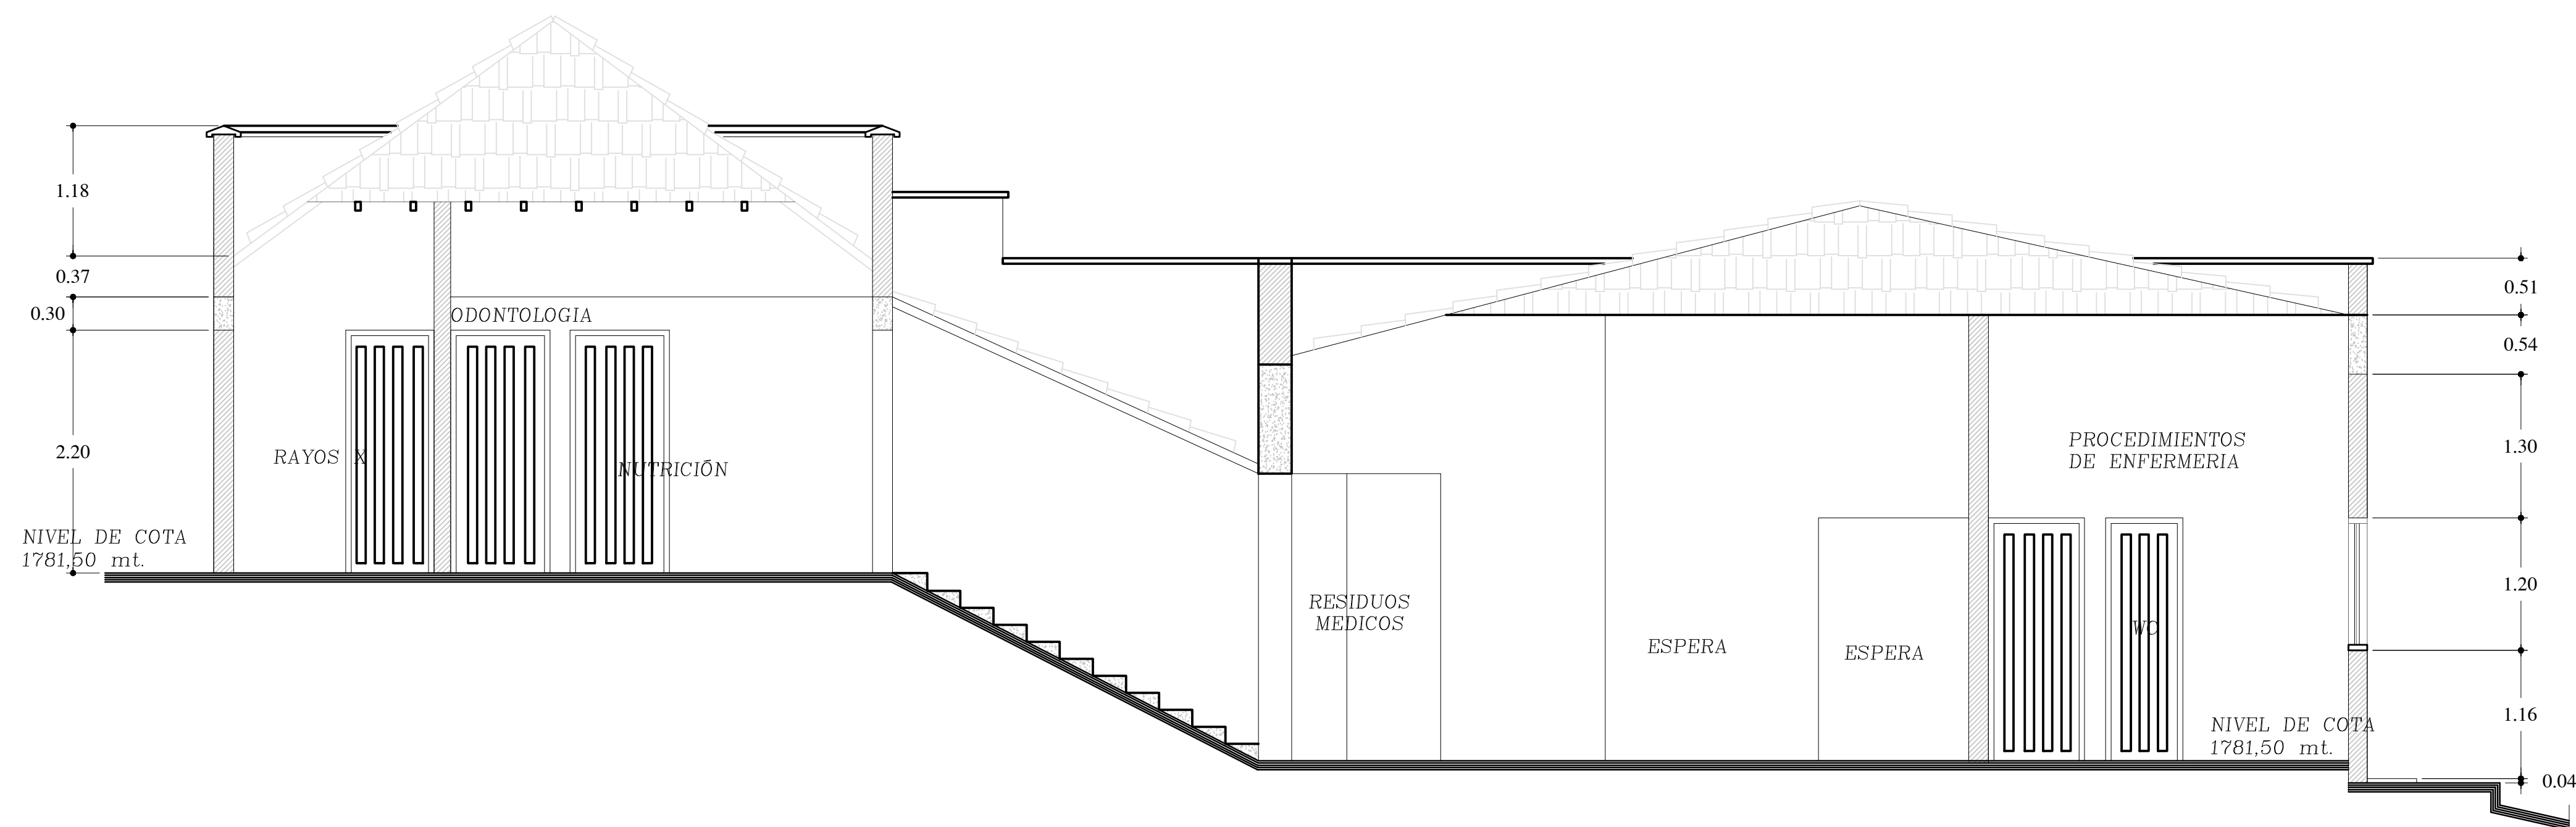 1.18
0.37
0.30
2.20
NIVEL DE COTA
1781,50 mt.
ODONTOLOGIA
RAYOS X
NUTRICIÓN
RESIDUOS
MEDICOS
ESPERA
ESPERA
PROCEDIMIENTOS
DE ENFERMERIA
WC
NIVEL DE COTA
1781,50 mt.
0.51
0.54
1.30
1.20
1.16
0.04